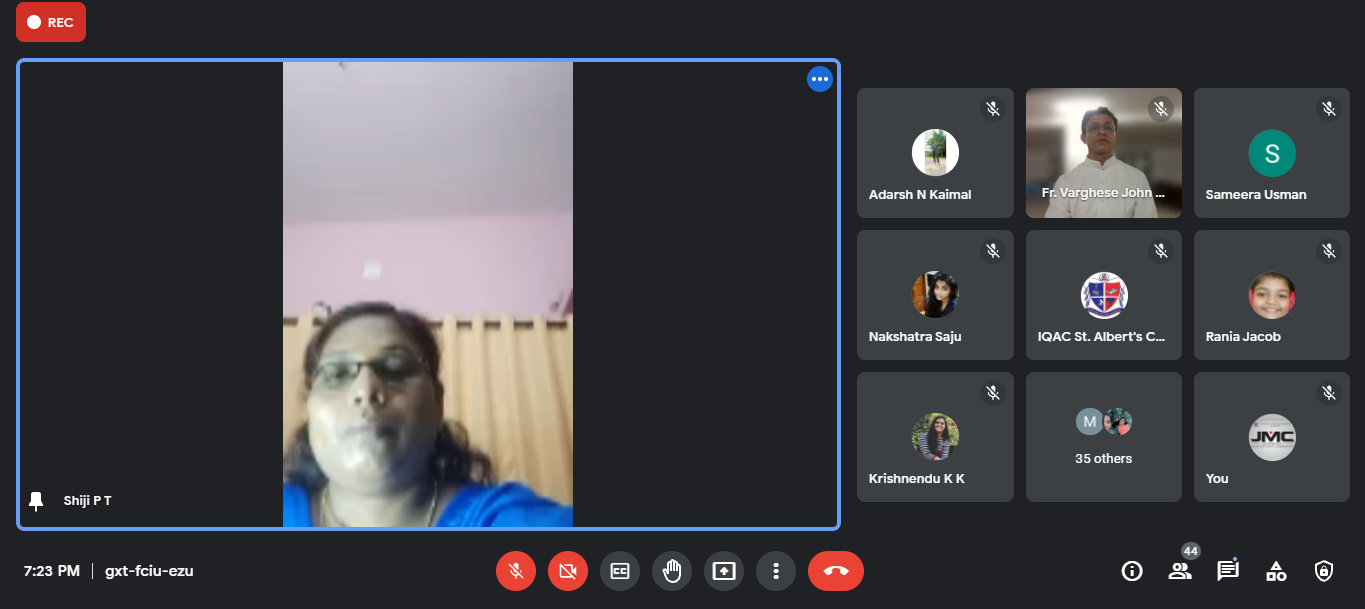 REC
Adarsh N Kaimal
Fr. Varghese John ...
Sameera Usman
S
Nakshatra Saju
IQAC St. Albert's C...
Rania Jacob
Krishnendu K K
M
35 others
JMC
You
Shiji P T
7:23 PM | gxt-fciu-ezu
CC
44